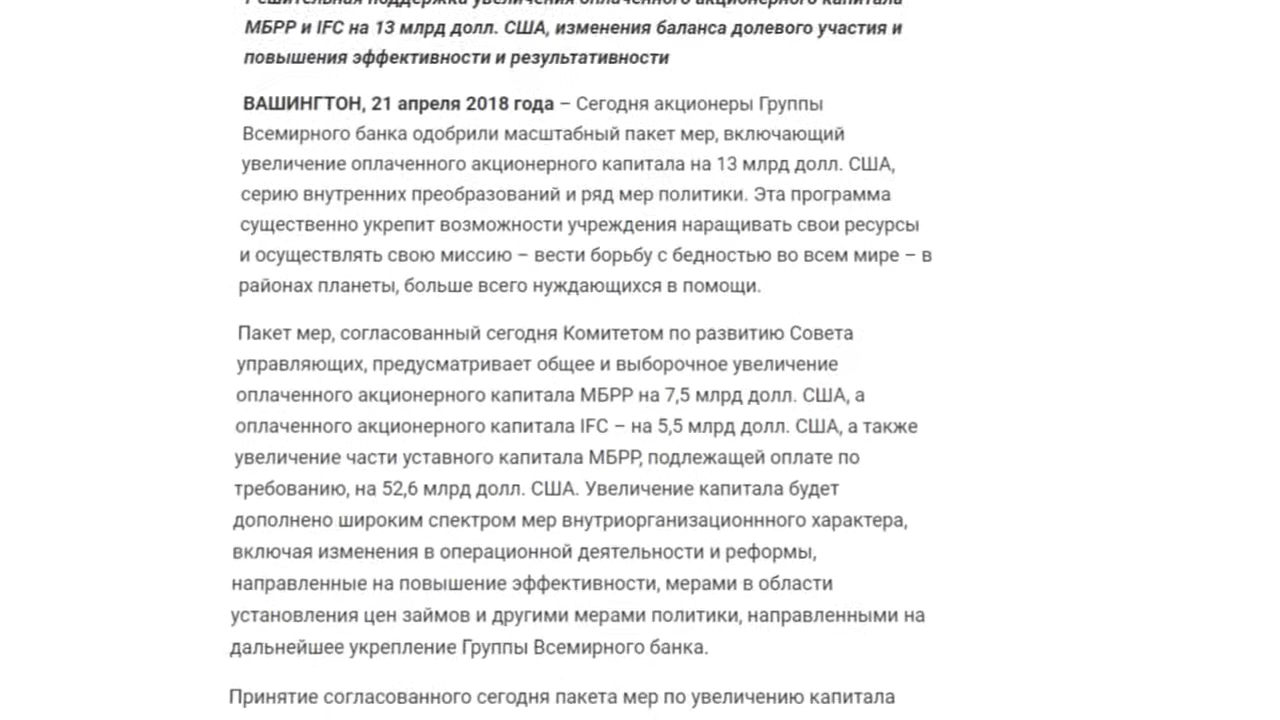 Решительная поддержка увеличения оплаченного акционерного капитала
МБРР и IFC на 13 млрд долл. США, изменения баланса долевого участия и
повышения эффективности и результативности
ВАШИНГТОН, 21 апреля 2018 года – Сегодня акционеры Группы
Всемирного банка одобрили масштабный пакет мер, включающий
увеличение оплаченного акционерного капитала на 13 млрд долл. США,
серию внутренних преобразований и ряд мер политики. Эта программа
существенно укрепит возможности учреждения наращивать свои ресурсы
и осуществлять свою миссию – вести борьбу с бедностью во всем мире – в
районах планеты, больше всего нуждающихся в помощи.
Пакет мер, согласованный сегодня Комитетом по развитию Совета
управляющих, предусматривает общее и выборочное увеличение
оплаченного акционерного капитала МБРР на 7,5 млрд долл. США, а
оплаченного акционерного капитала IFC – на 5,5 млрд долл. США, а также
увеличение части уставного капитала МБРР, подлежащей оплате по
требованию, на 52,6 млрд долл. США. Увеличение капитала будет
дополнено широким спектром мер внутриорганизационнного характера,
включая изменения в операционной деятельности и реформы,
направленные на повышение эффективности, мерами в области
установления цен займов и другими мерами политики, направленными на
дальнейшее укрепление Группы Всемирного банка.
Принятие согласованного сегодня пакета мер по увеличению капитала